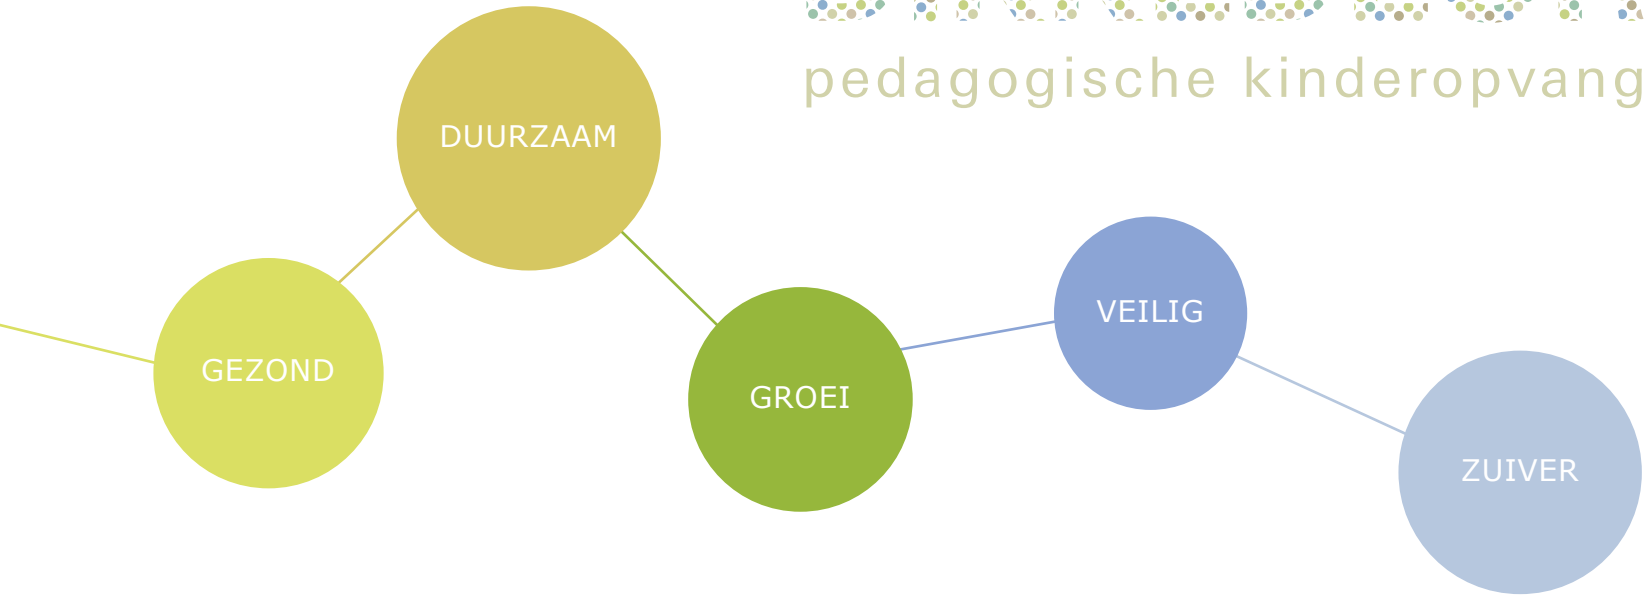 pedagogische kinderopvang
DUURZAAM
VEILIG
GEZOND
GROEI
ZUIVER